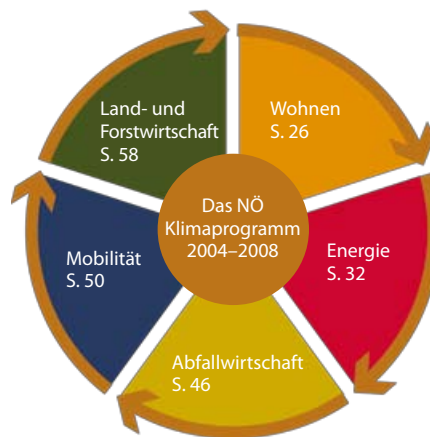 Land- und
Forstwirtschaft
S. 58
Wohnen
S. 26
Das NÖ
Klimaprogramm
2004–2008
Mobilität
S. 50
Energie
S. 32
Abfallwirtschaft
S. 46